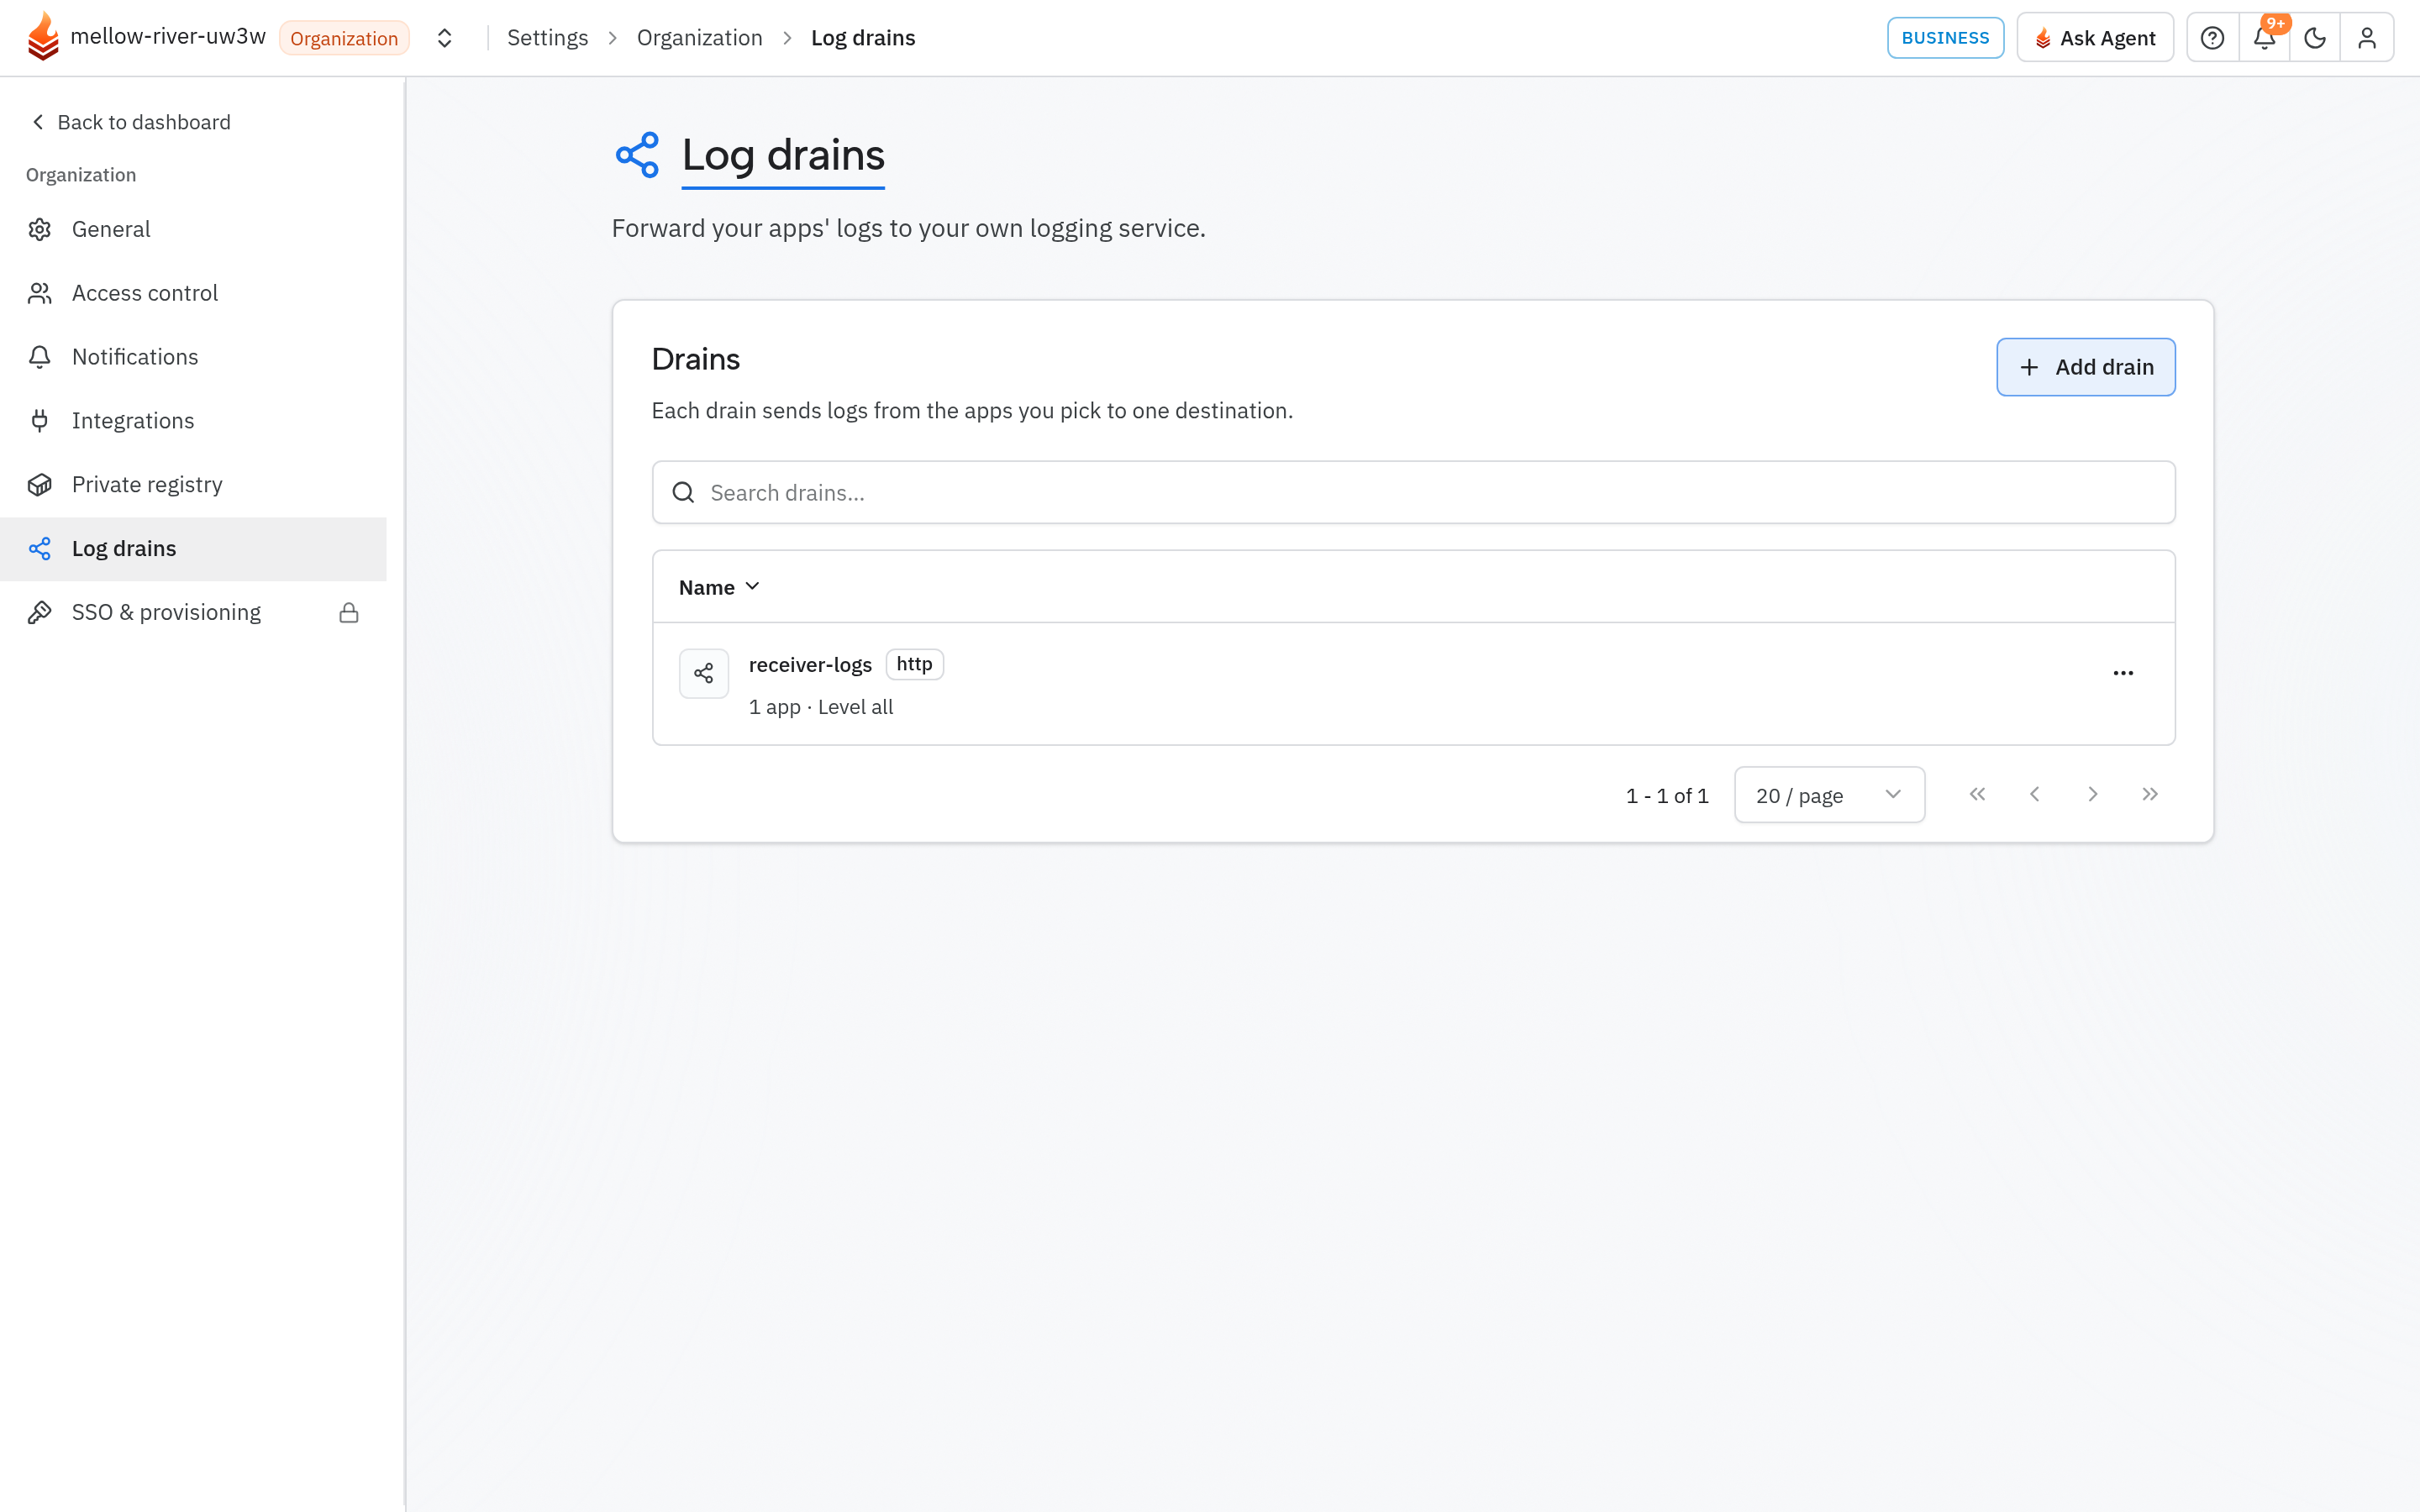 mellow-river-uw3w Organization Settings Organization Log drains BUSINESS Ask Agent 9+
Back to dashboard
Organization
General
Access control
Notifications
Integrations
Private registry
Log drains
SSO & provisioning
Log drains
Forward your apps' logs to your own logging service.
Drains
Add drain
Each drain sends logs from the apps you pick to one destination.
Search drains...
Name
receiver-logs http
1 app · Level all
1 - 1 of 1 20 / page